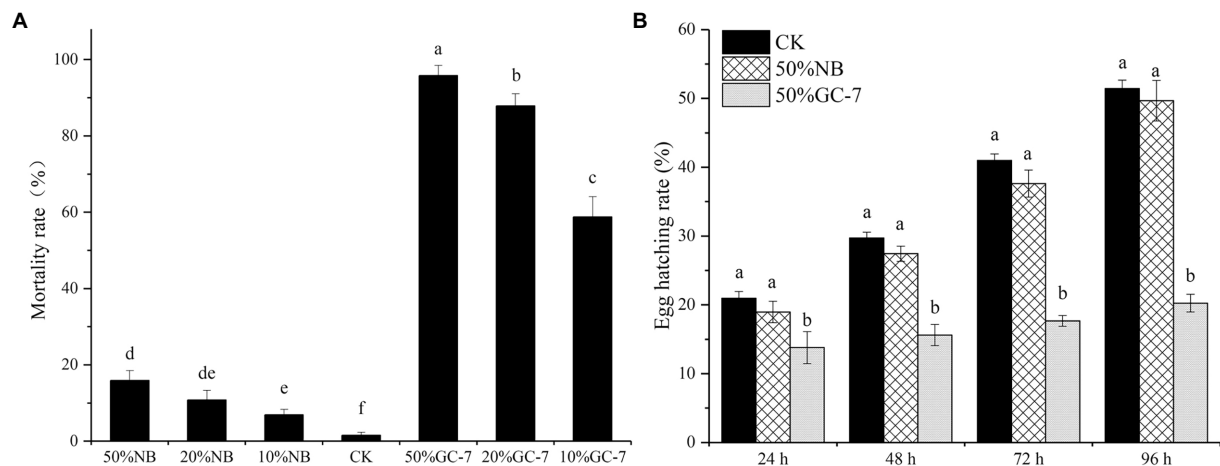 A
Mortality rate（%）
100
80
60
40
20
0
d
de
e
f
a
b
c
50%NB
20%NB
10%NB
CK
50%GC-7
20%GC-7
10%GC-7
B
Egg hatching rate (%)
60
50
40
30
20
10
0
CK
50%NB
50%GC-7
a
a
b
a
a
b
a
a
b
a
a
b
24 h
48 h
72 h
96 h